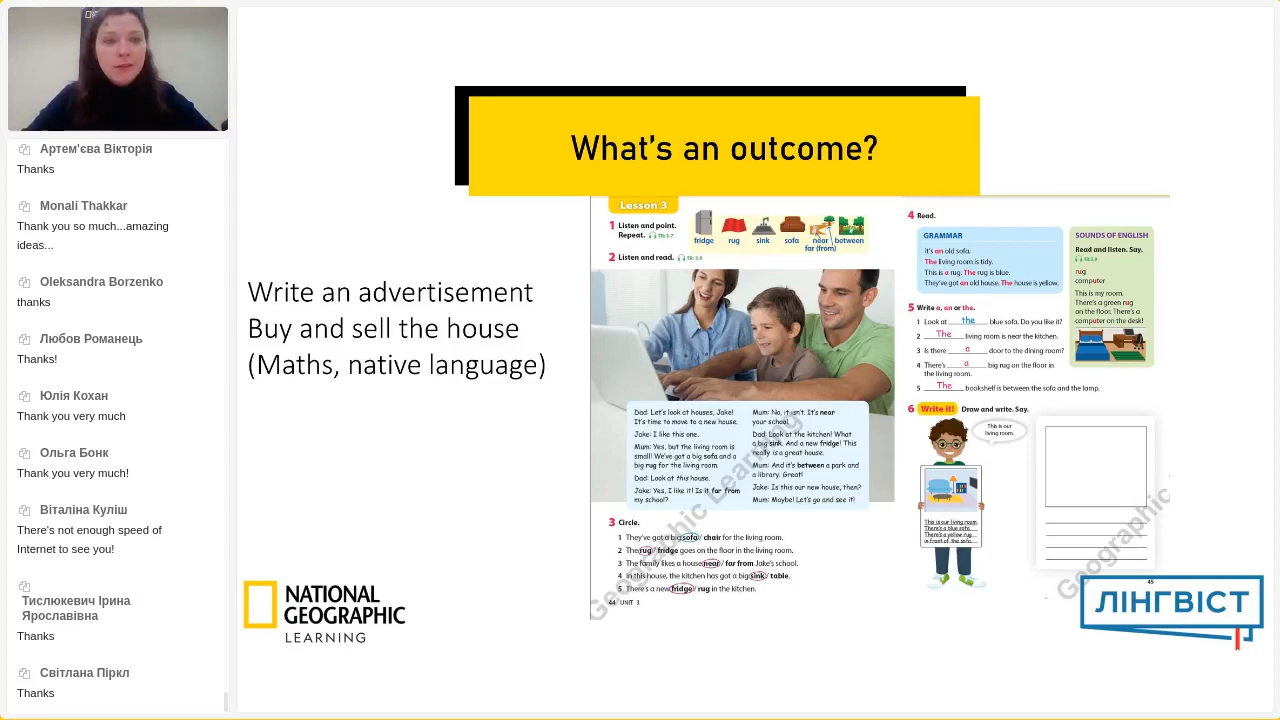 Артем'єва Вікторія
Thanks
Monali Thakkar
Thank you so much...amazing
ideas...
Oleksandra Borzenko
thanks
Любов Романець
Thanks!
Юлія Кохан
Thank you very much
Ольга Бонк
Thank you very much!
Віталіна Куліш
There's not enough speed of
Internet to see you!
Тислюкевич Ірина
Ярославівна
Thanks
Світлана Піркл
Thanks
What's an outcome?
Write an advertisement
Buy and sell the house
(Maths, native language)
Lesson 3
1 Listen and point.
Repeat. TR: 3.7
fridge rug sink sofa near between
far (from)
2 Listen and read. TR: 3.8
Dad: Let's look at houses, Jake!
It's time to move to a new house.
Jake: I like this one.
Mum: Yes, but the living room is
small! We've got a big sofa and a
big rug for the living room.
Dad: Look at this house.
Jake: Yes, I like it! Is it far from
my school?
Mum: No, it isn't. It's near
your school.
Dad: Look at the kitchen! What
a big sink. And a new fridge! This
really is a great house.
Mum: And it's between a park and
a library. Great!
Jake: Is this our new house, then?
Mum: Maybe! Let's go and see it!
3 Circle.
1 They've got a big sofa / chair for the living room.
2 The rug / fridge goes on the floor in the living room.
3 The family likes a house near / far from Jake's school.
4 In this house, the kitchen has got a big sink / table.
5 There's a new fridge / rug in the kitchen.
44 UNIT 3
4 Read.
GRAMMAR
It's an old sofa.
The living room is tidy.
This is a rug. The rug is blue.
They've got an old house. The house is yellow.
SOUNDS OF ENGLISH
Read and listen. Say.
TR: 3.9
rug
computer
This is my room.
There's a green rug
on the floor. There's a
computer on the desk!
5 Write a, an or the.
1 Look at the blue sofa. Do you like it?
2 The living room is near the kitchen.
3 Is there a door to the dining room?
4 There's a big rug on the floor in
the living room.
5 The bookshelf is between the sofa and the lamp.
6 Write it! Draw and write. Say.
This is our
living room.
This is our living room.
There's a blue sofa.
There's a yellow rug
in front of the sofa.
45
Geographic Learning
Geographic
NATIONAL
GEOGRAPHIC
LEARNING
ЛІНГВІСТ